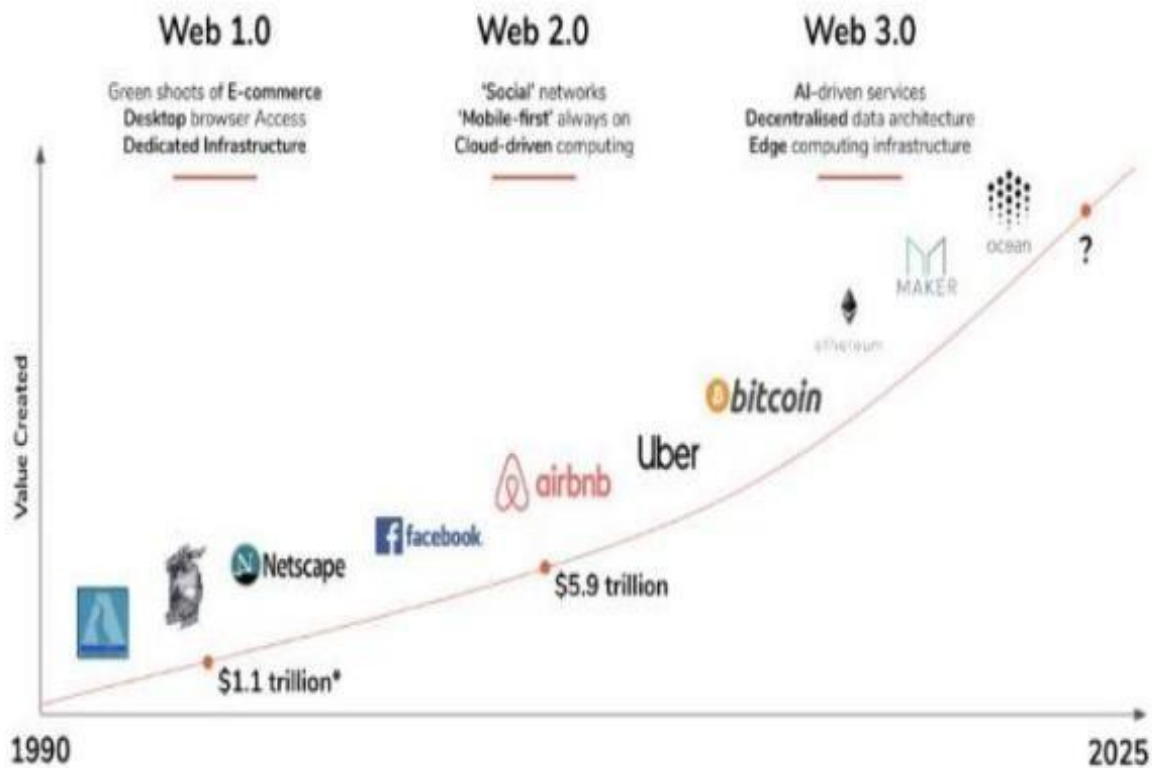 Web 1.0
Green shoots of E-commerce
Desktop browser Access
Dedicated Infrastructure
Web 2.0
'Social' networks
'Mobile-first' always on
Cloud-driven computing
Web 3.0
AI-driven services
Decentralised data architecture
Edge computing infrastructure
Value Created
Netscape
facebook
airbnb
Uber
bitcoin
ethereum
MAKER
ocean
?
$1.1 trillion*
$5.9 trillion
1990
2025